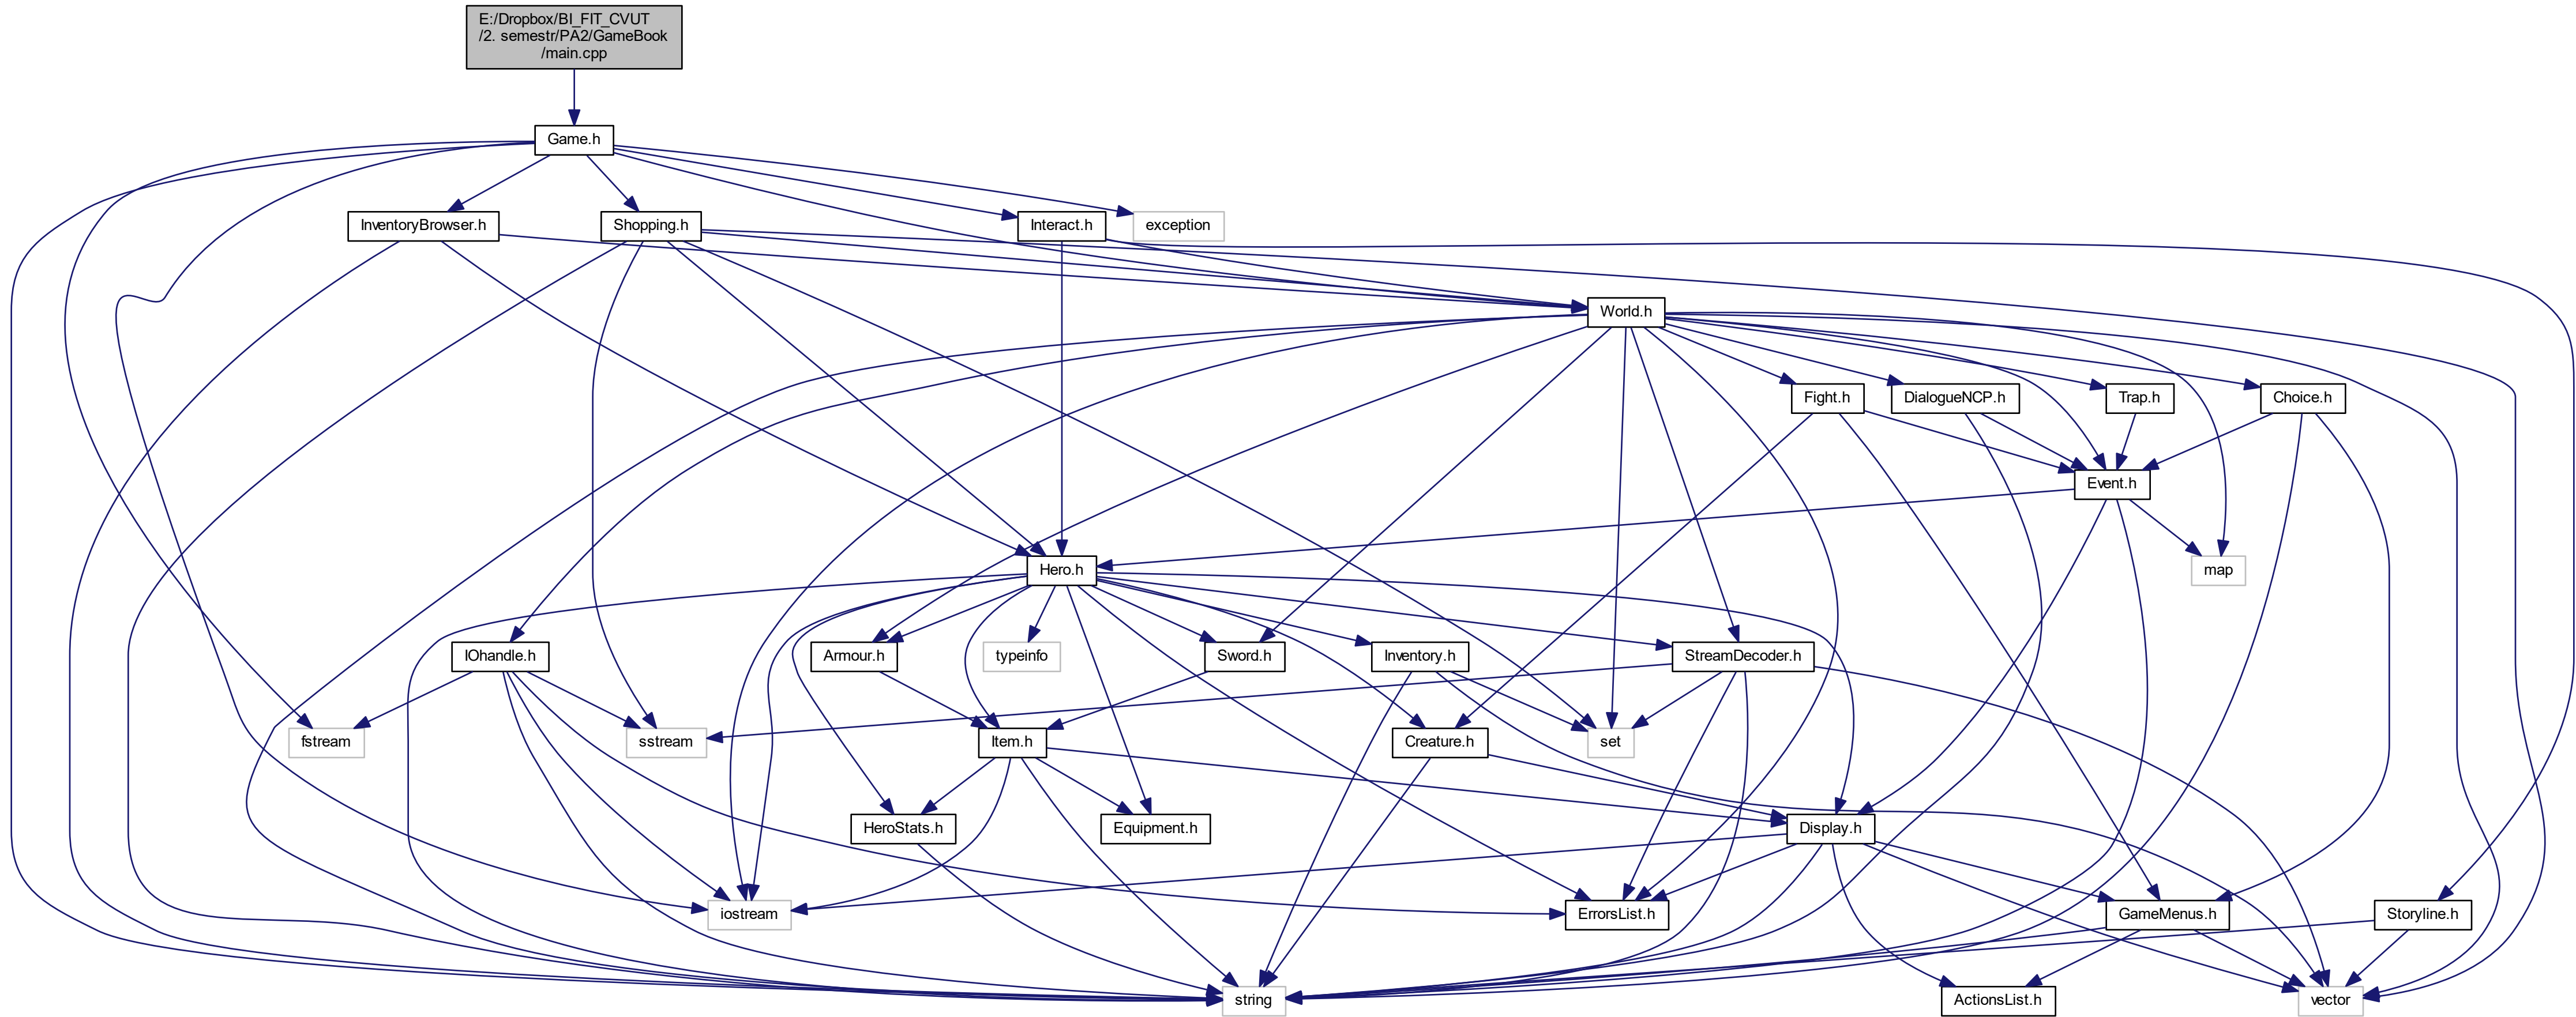 E:/Dropbox/BI_FIT_CVUT
/2. semestr/PA2/GameBook
/main.cpp
Game.h
InventoryBrowser.h
Shopping.h
Interact.h
exception
World.h
Fight.h
DialogueNCP.h
Trap.h
Choice.h
Event.h
Hero.h
map
IOhandle.h
Armour.h
typeinfo
Sword.h
Inventory.h
StreamDecoder.h
fstream
sstream
Item.h
Creature.h
set
HeroStats.h
Equipment.h
Display.h
iostream
ErrorsList.h
GameMenus.h
Storyline.h
string
ActionsList.h
vector